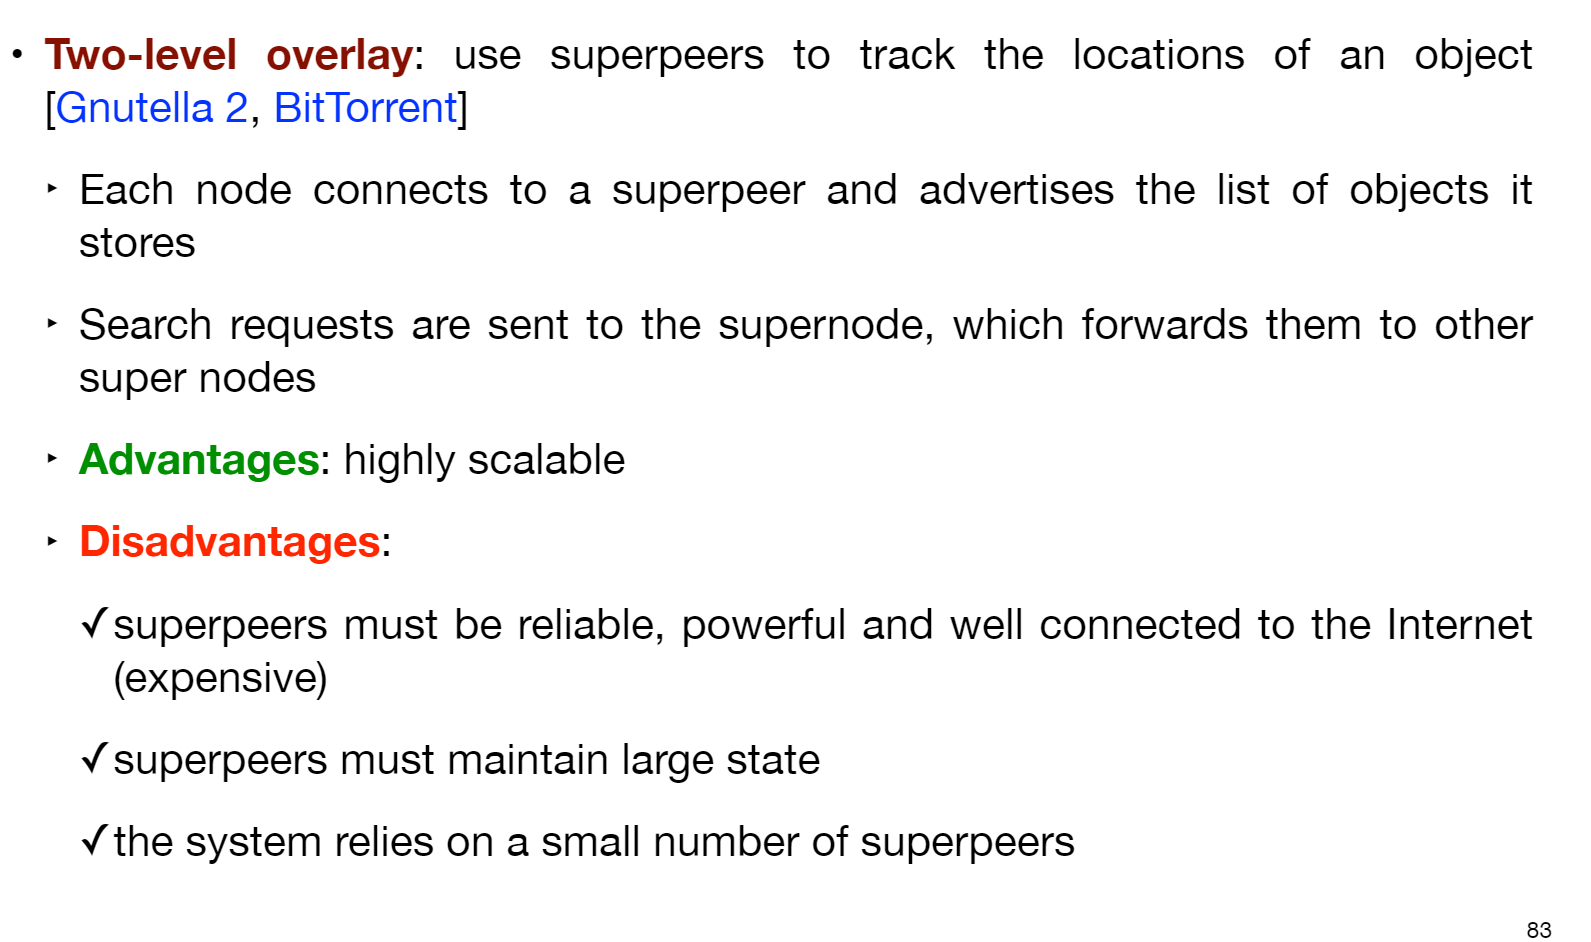 • Two-level overlay: use superpeers to track the locations of an object
[Gnutella 2, BitTorrent]
‣ Each node connects to a superpeer and advertises the list of objects it
stores
‣ Search requests are sent to the supernode, which forwards them to other
super nodes
‣ Advantages: highly scalable
‣ Disadvantages:
✓superpeers must be reliable, powerful and well connected to the Internet
(expensive)
✓superpeers must maintain large state
✓the system relies on a small number of superpeers
83